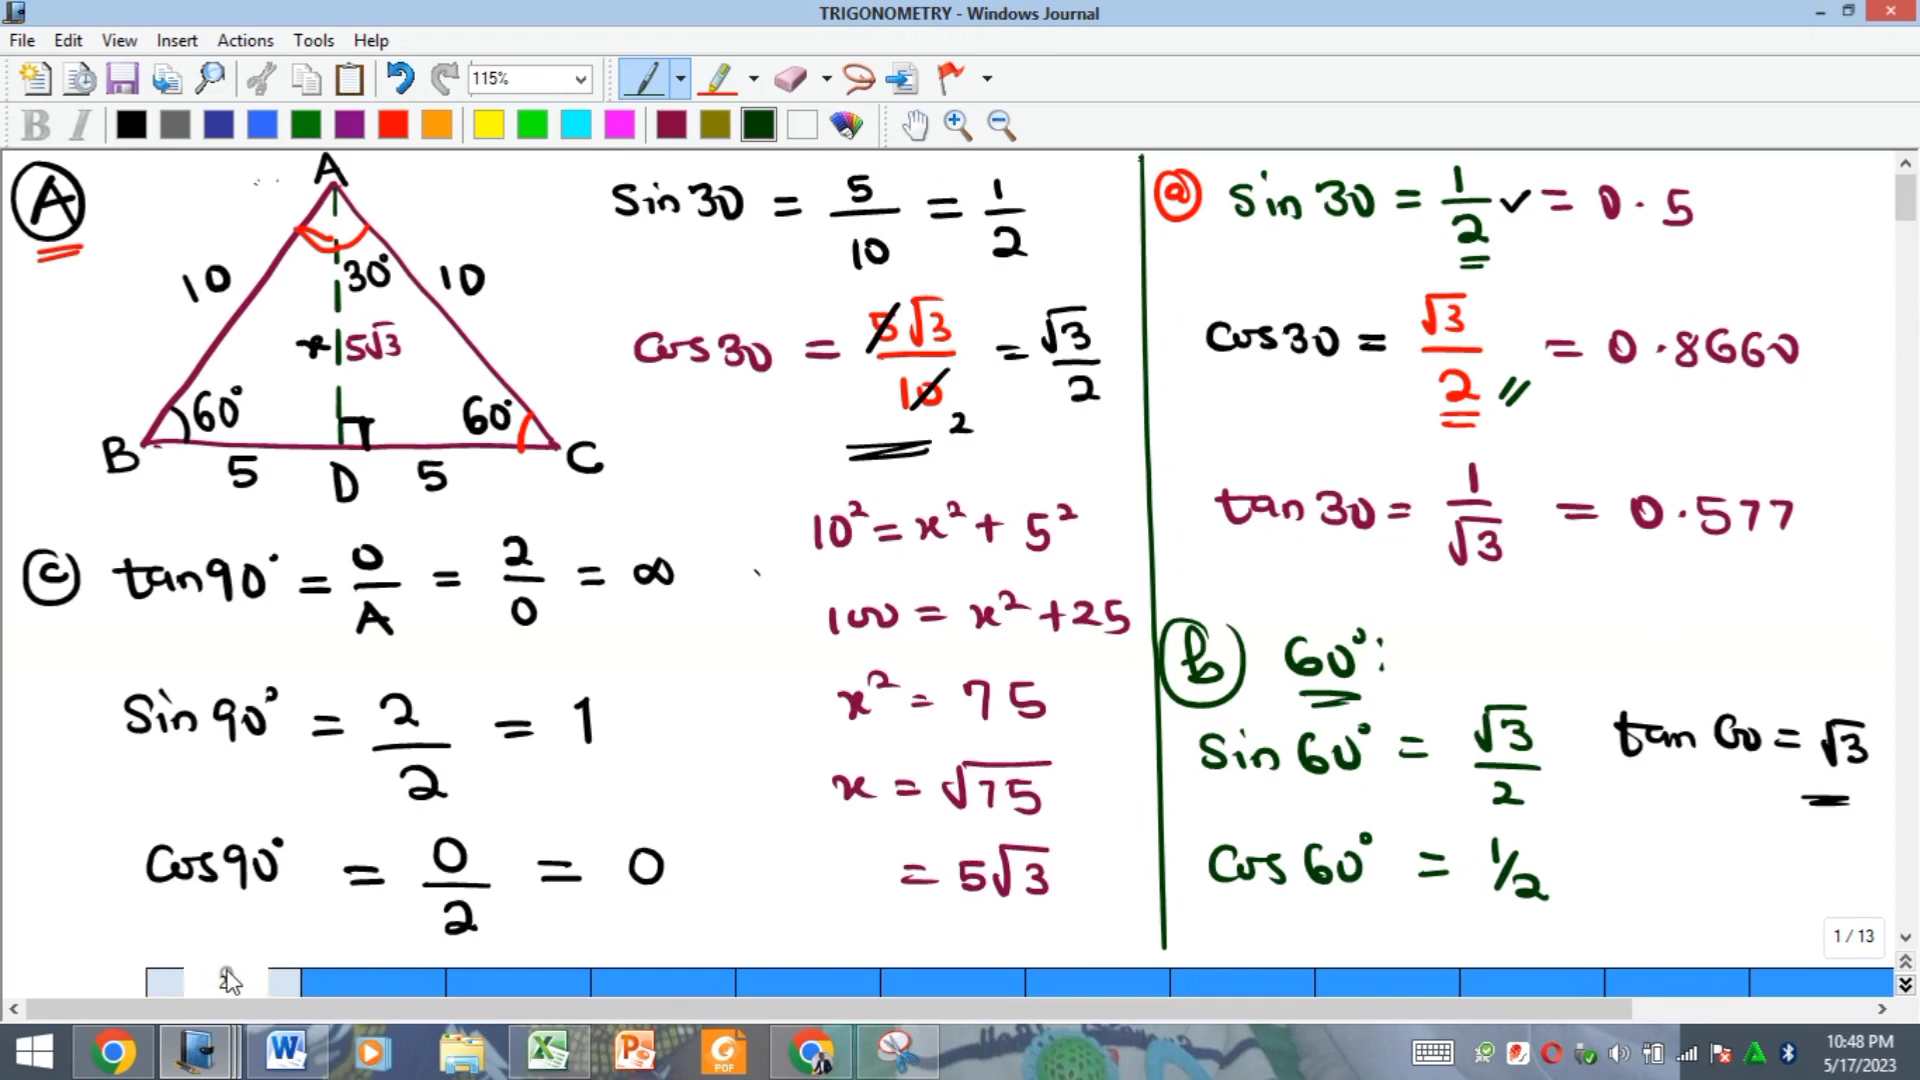 TRIGONOMETRY - Windows Journal
File Edit View Insert Actions Tools Help
115%
B I
A
A
30°
10
10
x
5√3
60°
60°
B
5
D
5
C
Sin 30 = 5/10 = 1/2
Cos 30 = 5√3/10 = √3/2
2
10² = x² + 5²
100 = x² + 25
x² = 75
x = √75
= 5√3
C tan 90° = O/A = 2/0 = ∞
Sin 90° = 2/2 = 1
Cos 90° = 0/2 = 0
a Sin 30 = 1/2 ✓ = 0.5
Cos 30 = √3/2 = 0.8660
tan 30 = 1/√3 = 0.577
b 60°:
Sin 60° = √3/2
tan 60 = √3
Cos 60° = 1/2
1 / 13
PDF
10:48 PM
5/17/2023